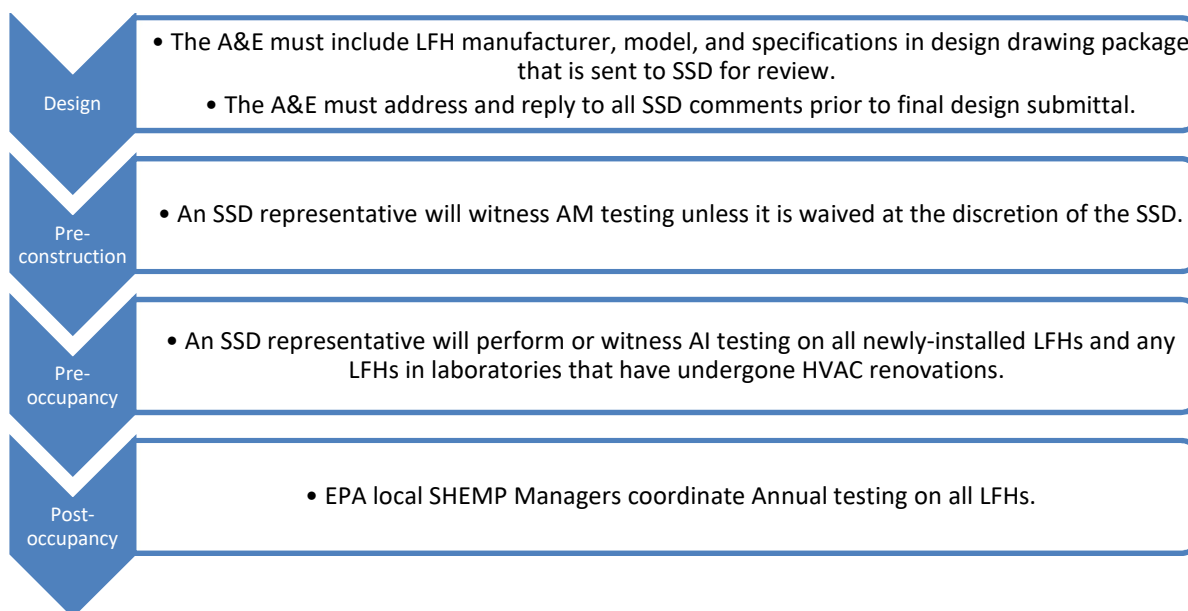 Design
• The A&E must include LFH manufacturer, model, and specifications in design drawing package
that is sent to SSD for review.
• The A&E must address and reply to all SSD comments prior to final design submittal.
Pre-
construction
• An SSD representative will witness AM testing unless it is waived at the discretion of the SSD.
Pre-
occupancy
• An SSD representative will perform or witness AI testing on all newly-installed LFHs and any
LFHs in laboratories that have undergone HVAC renovations.
Post-
occupancy
• EPA local SHEMP Managers coordinate Annual testing on all LFHs.